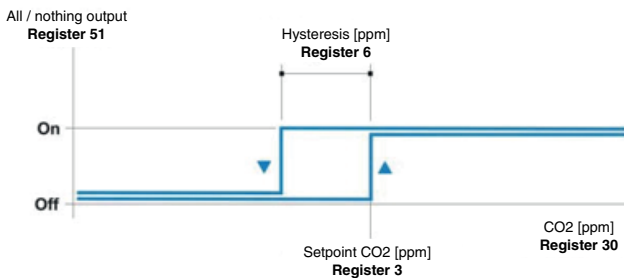 All / nothing output
Register 51
Hysteresis [ppm]
Register 6
On
Off
CO2 [ppm]
Register 30
Setpoint CO2 [ppm]
Register 3